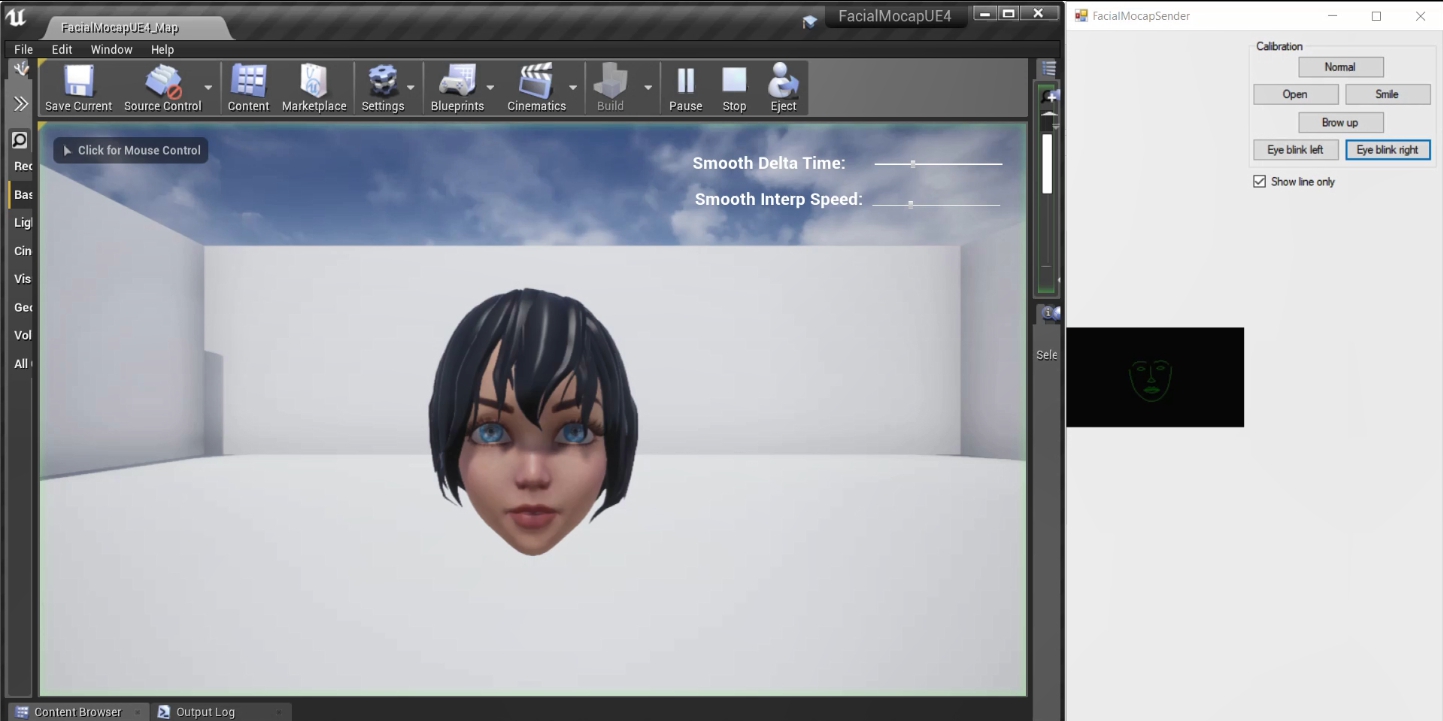 FacialMocapUE4_Map
FacialMocapUE4
File Edit Window Help
Save Current Source Control Content Marketplace Settings Blueprints Cinematics Build Pause Stop Eject
Click for Mouse Control
Smooth Delta Time:
Smooth Interp Speed:
Rec
Bas
Ligl
Cin
Vis
Geo
Vol
All
Sele
Content Browser Output Log
FacialMocapSender
Calibration
Normal
Open Smile
Brow up
Eye blink left Eye blink right
Show line only